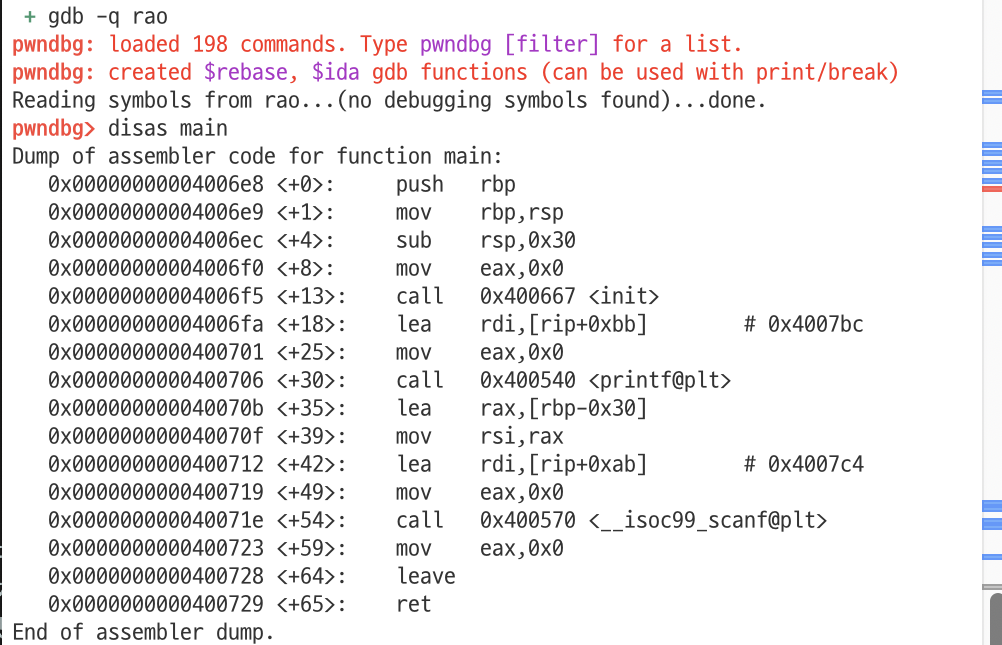 + gdb -q rao
pwndbg: loaded 198 commands. Type pwndbg [filter] for a list.
pwndbg: created $rebase, $ida gdb functions (can be used with print/break)
Reading symbols from rao...(no debugging symbols found)...done.
pwndbg> disas main
Dump of assembler code for function main:
   0x00000000004006e8 <+0>:     push   rbp
   0x00000000004006e9 <+1>:     mov    rbp,rsp
   0x00000000004006ec <+4>:     sub    rsp,0x30
   0x00000000004006f0 <+8>:     mov    eax,0x0
   0x00000000004006f5 <+13>:    call   0x400667 <init>
   0x00000000004006fa <+18>:    lea    rdi,[rip+0xbb]        # 0x4007bc
   0x0000000000400701 <+25>:    mov    eax,0x0
   0x0000000000400706 <+30>:    call   0x400540 <printf@plt>
   0x000000000040070b <+35>:    lea    rax,[rbp-0x30]
   0x000000000040070f <+39>:    mov    rsi,rax
   0x0000000000400712 <+42>:    lea    rdi,[rip+0xab]        # 0x4007c4
   0x0000000000400719 <+49>:    mov    eax,0x0
   0x000000000040071e <+54>:    call   0x400570 <__isoc99_scanf@plt>
   0x0000000000400723 <+59>:    mov    eax,0x0
   0x0000000000400728 <+64>:    leave
   0x0000000000400729 <+65>:    ret
End of assembler dump.